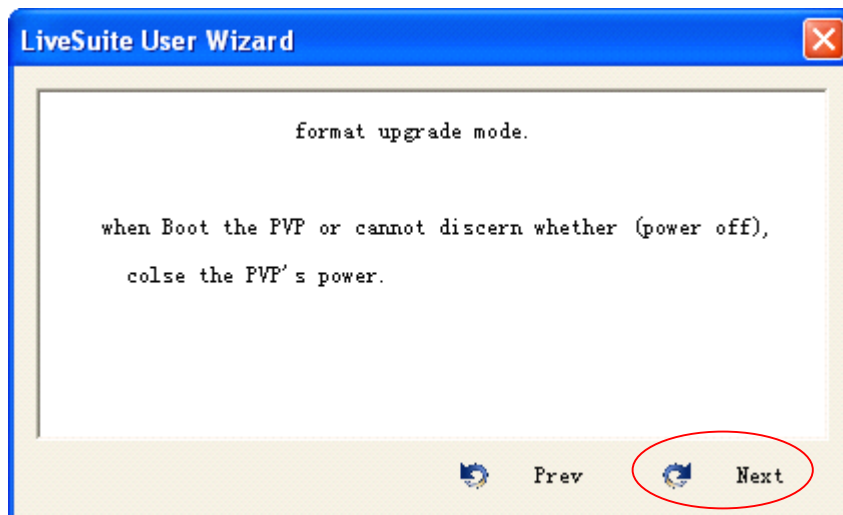 LiveSuite User Wizard
format upgrade mode.
when Boot the PVP or cannot discern whether (power off),
colse the PVP's power.
Prev Next